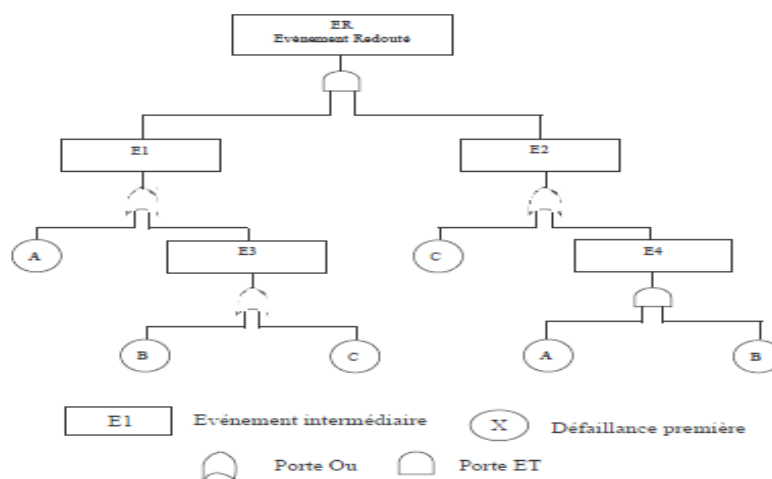 ER
Evénement Redouté
E1
E2
A
E3
C
E4
B
C
A
B
E1
Evénement intermédiaire
X
Défaillance première
Porte Ou
Porte ET